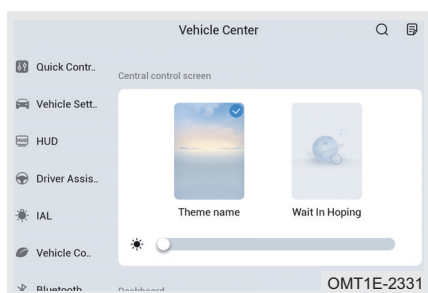 Vehicle Center
Quick Contr..
Central control screen
Vehicle Sett..
HUD
HUD
Driver Assis..
Theme name
Wait In Hoping
IAL
Vehicle Co..
Bluetooth
Dashboard
OMT1E-2331